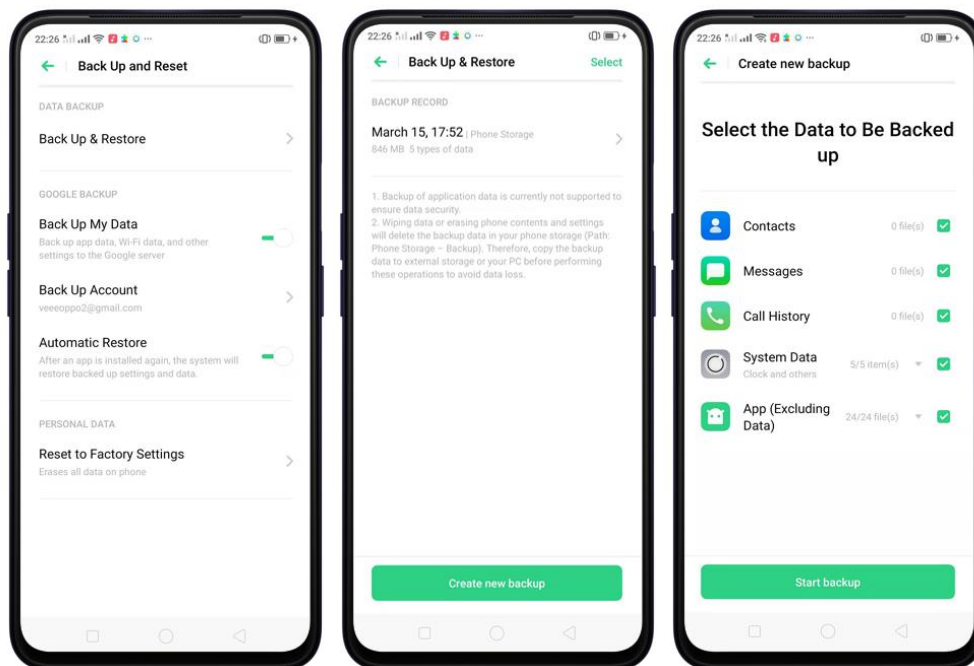 22:26
Back Up and Reset
DATA BACKUP
Back Up & Restore
GOOGLE BACKUP
Back Up My Data
Back up app data, Wi-Fi data, and other
settings to the Google server
Back Up Account
veeeoppo2@gmail.com
Automatic Restore
After an app is installed again, the system will
restore backed up settings and data.
PERSONAL DATA
Reset to Factory Settings
Erases all data on phone
22:26
Back Up & Restore
Select
BACKUP RECORD
March 15, 17:52 | Phone Storage
846 MB 5 types of data
1. Backup of application data is currently not supported to
ensure data security.
2. Wiping data or erasing phone contents and settings
will delete the backup data in your phone storage (Path:
Phone Storage – Backup). Therefore, copy the backup
data to external storage or your PC before performing
these operations to avoid data loss.
Create new backup
22:26
Create new backup
Select the Data to Be Backed
up
Contacts 0 file(s)
Messages 0 file(s)
Call History 0 file(s)
System Data 5/5 item(s)
Clock and others
App (Excluding 24/24 file(s)
Data)
Start backup